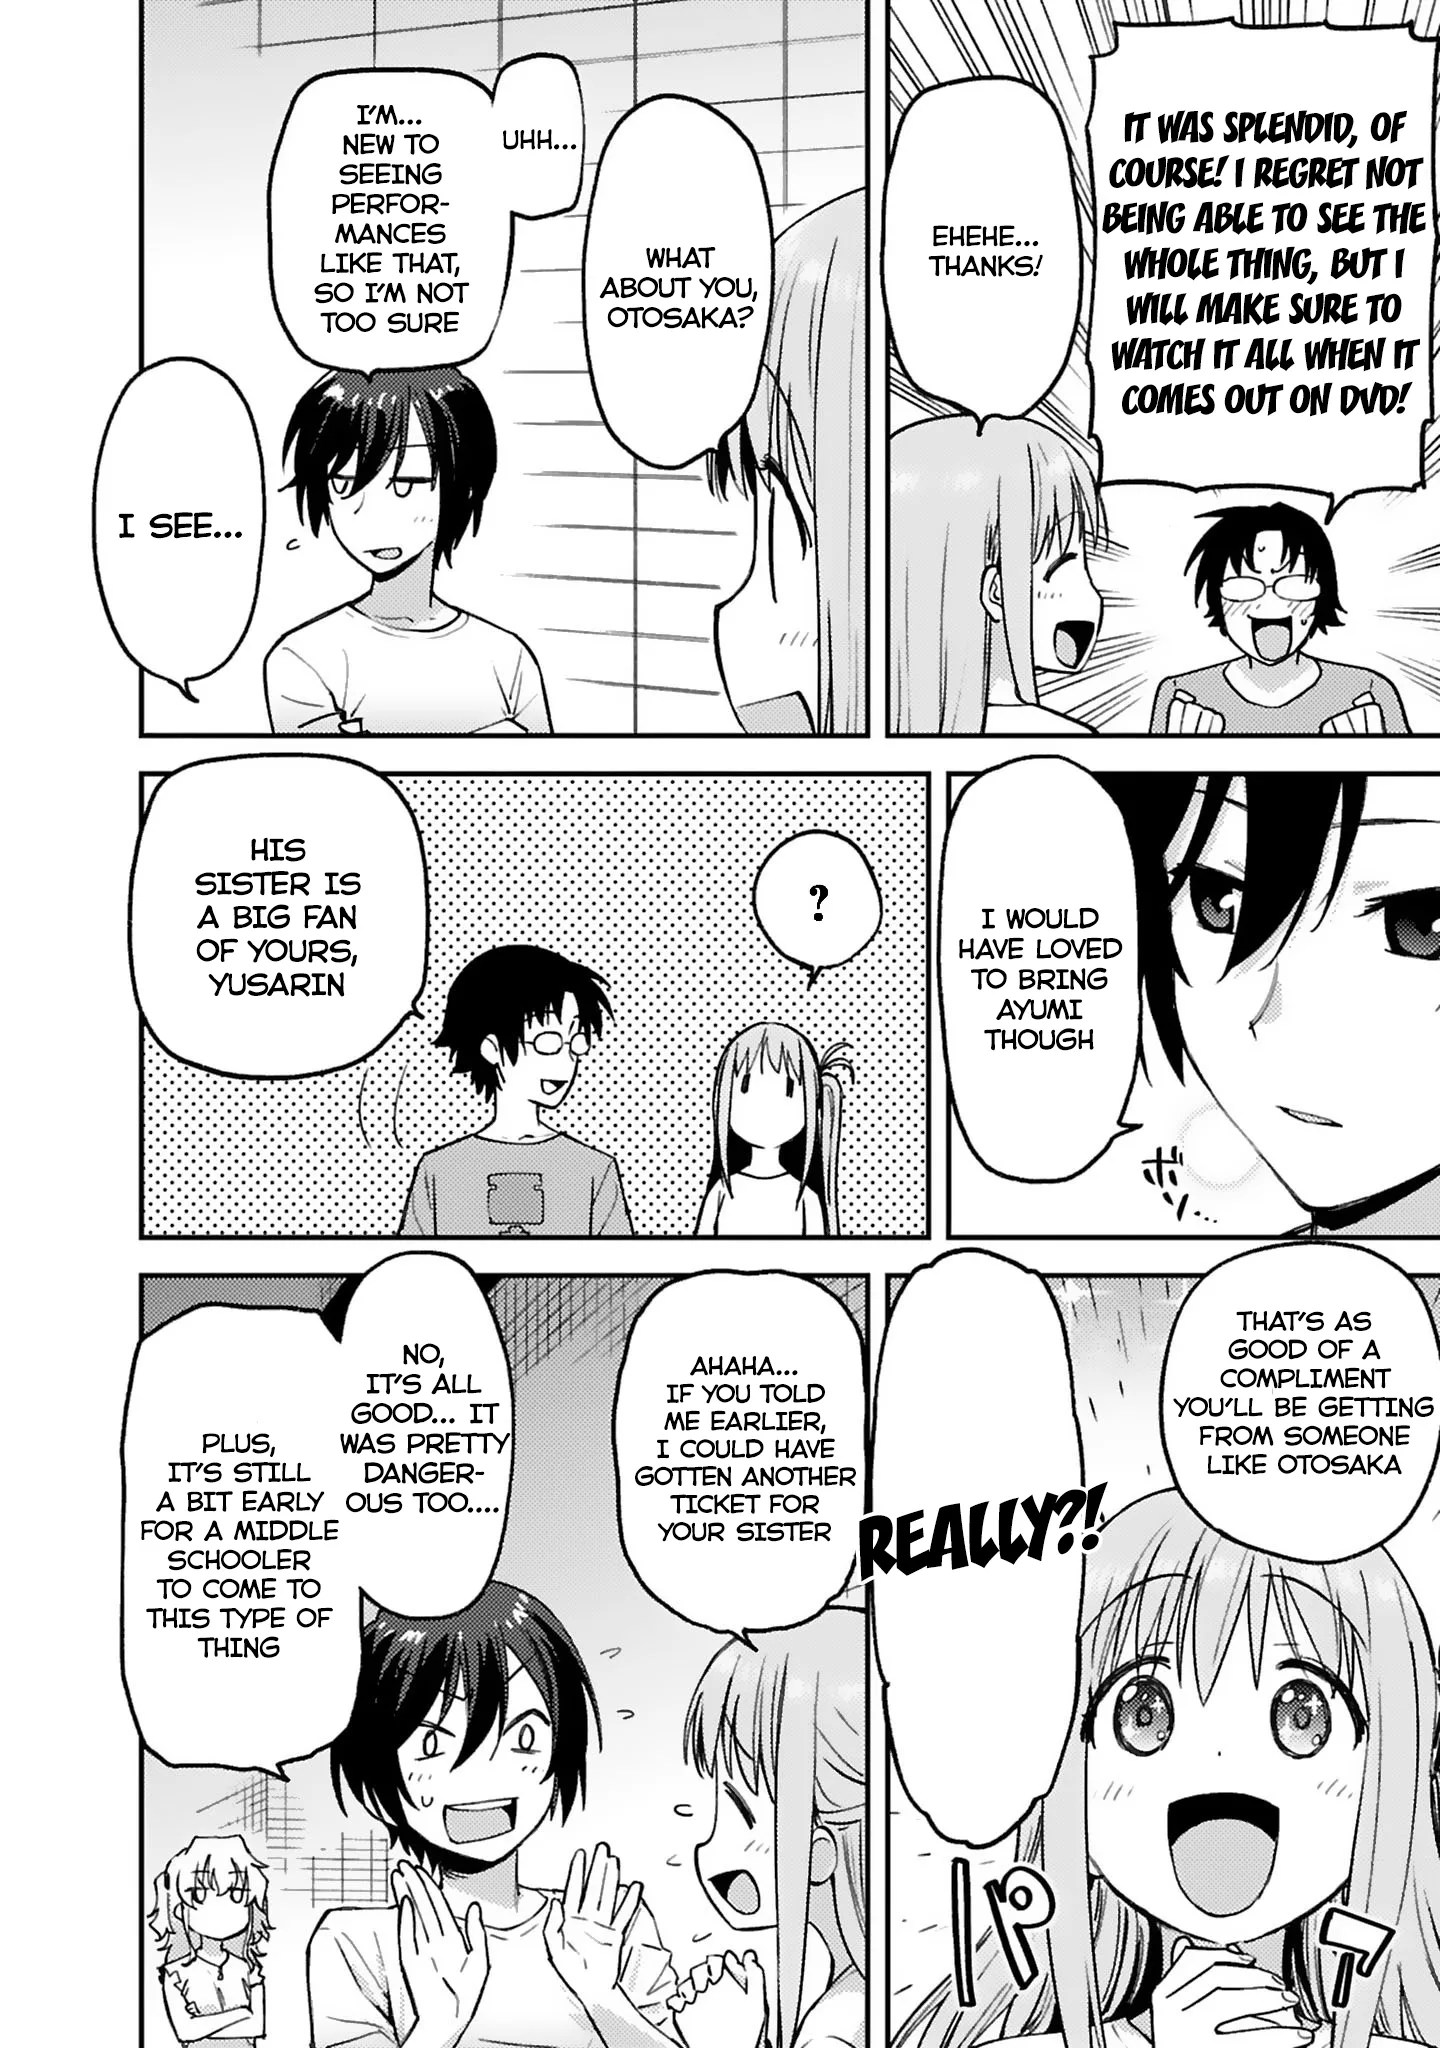 IT WAS SPLENDID, OF
COURSE! I REGRET NOT
BEING ABLE TO SEE THE
WHOLE THING, BUT I
WILL MAKE SURE TO
WATCH IT ALL WHEN IT
COMES OUT ON DVD!
EHEHE...
THANKS!
WHAT
ABOUT YOU,
OTOSAKA?
UHH...
I'M...
NEW TO
SEEING
PERFOR-
MANCES
LIKE THAT,
SO I'M NOT
TOO SURE
I SEE...
I WOULD
HAVE LOVED
TO BRING
AYUMI
THOUGH
ボソ...
?
HIS
SISTER IS
A BIG FAN
OF YOURS,
YUSARIN
THAT'S AS
GOOD OF A
COMPLIMENT
YOU'LL BE GETTING
FROM SOMEONE
LIKE OTOSAKA
REALLY?!
パァ
AHAHA...
IF YOU TOLD
ME EARLIER,
I COULD HAVE
GOTTEN ANOTHER
TICKET FOR
YOUR SISTER
NO,
IT'S ALL
GOOD... IT
WAS PRETTY
DANGER-
OUS TOO....
PLUS,
IT'S STILL
A BIT EARLY
FOR A MIDDLE
SCHOOLER
TO COME TO
THIS TYPE OF
THING